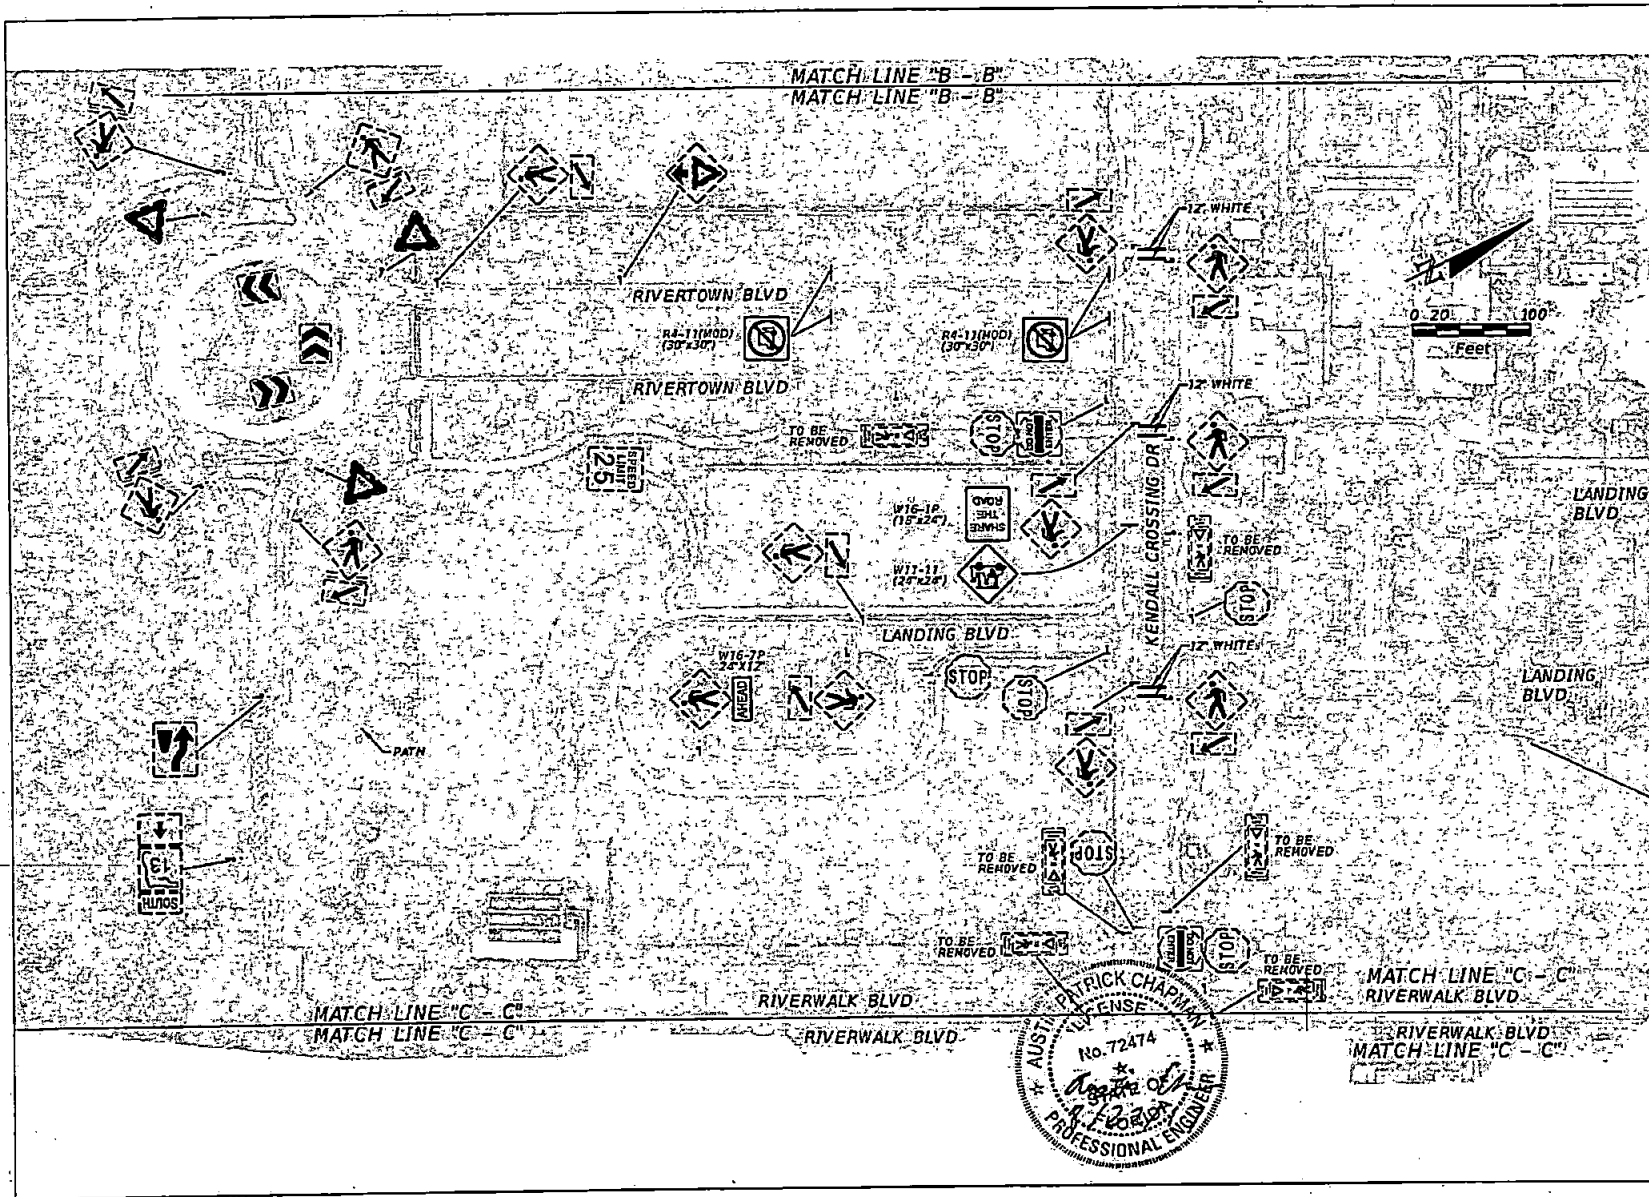 MATCH LINE "B - B"
MATCH LINE "B - B"
12" WHITE
RIVERTOWN BLVD
R4-11(MOD)
(30"x30")
R4-11(MOD)
(30"x30")
0 20 100
Feet
RIVERTOWN BLVD
12" WHITE
TO BE
REMOVED
STOP
SPEED
LIMIT
25
W16-1P
(18"x24")
SHARE
THE
ROAD
KENDALL CROSSING DR
LANDING
BLVD
TO BE
REMOVED
W11-11
(24"x24")
STOP
LANDING BLVD
12" WHITE
W16-7P
24"X12"
AHEAD
STOP
STOP
LANDING
BLVD
PATH
13
SOUTH
TO BE
REMOVED
STOP
TO BE
REMOVED
TO BE
REMOVED
STOP
TO BE
REMOVED
MATCH LINE "C - C"
RIVERWALK BLVD
RIVERWALK BLVD
MATCH LINE "C - C"
MATCH LINE "C - C"
RIVERWALK BLVD
RIVERWALK BLVD
MATCH LINE "C - C"
PATRICK CHAPMAN
LICENSE
No. 72474
STATE OF
FLORIDA
PROFESSIONAL ENGINEER